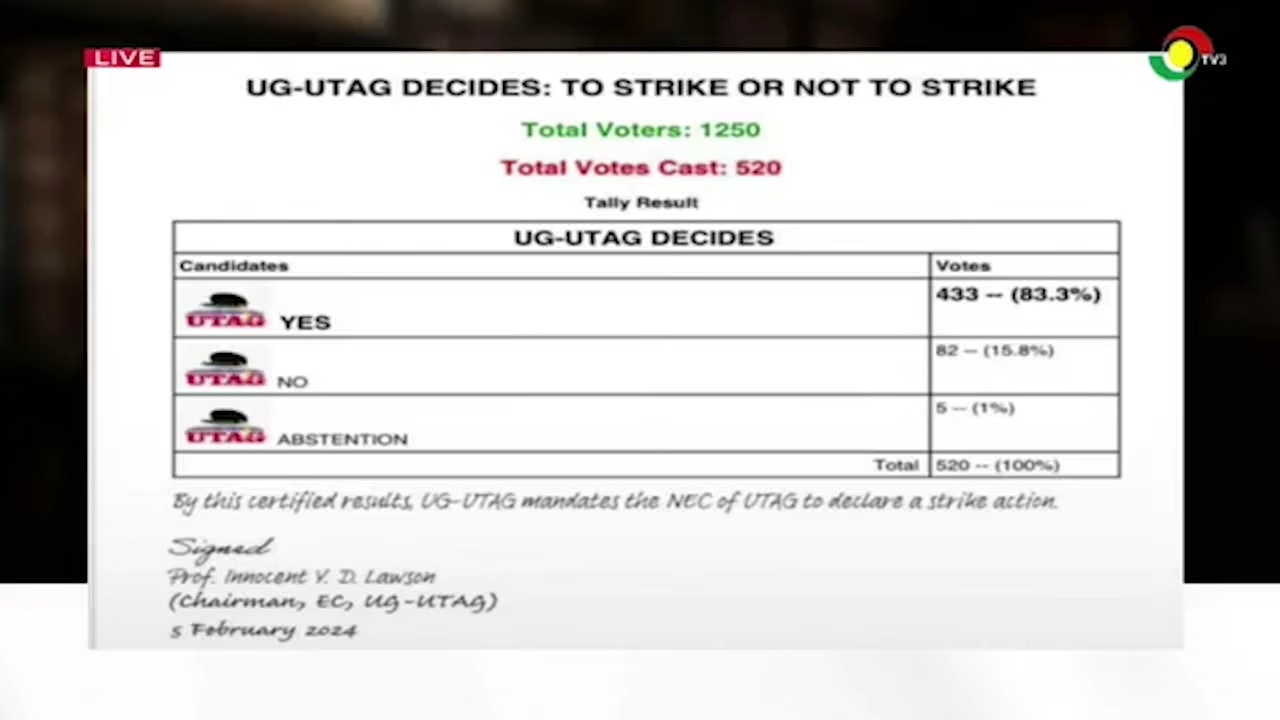 LIVE
TV3
UG-UTAG DECIDES: TO STRIKE OR NOT TO STRIKE
Total Voters: 1250
Total Votes Cast: 520
Tally Result
UG-UTAG DECIDES
Candidates Votes
UTAG YES 433 -- (83.3%)
UTAG NO 82 -- (15.8%)
UTAG ABSTENTION 5 -- (1%)
Total 520 -- (100%)
By this certified results, UG-UTAG mandates the NEC of UTAG to declare a strike action.
Signed
Prof. Innocent V. D. Lawson
(Chairman, EC, UG-UTAG)
5 February 2024